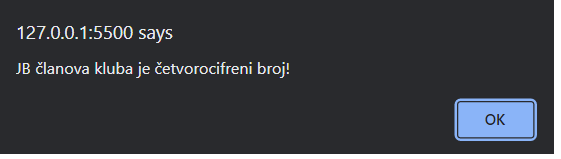 127.0.0.1:5500 says
JB članova kluba je četvorocifreni broj!
OK